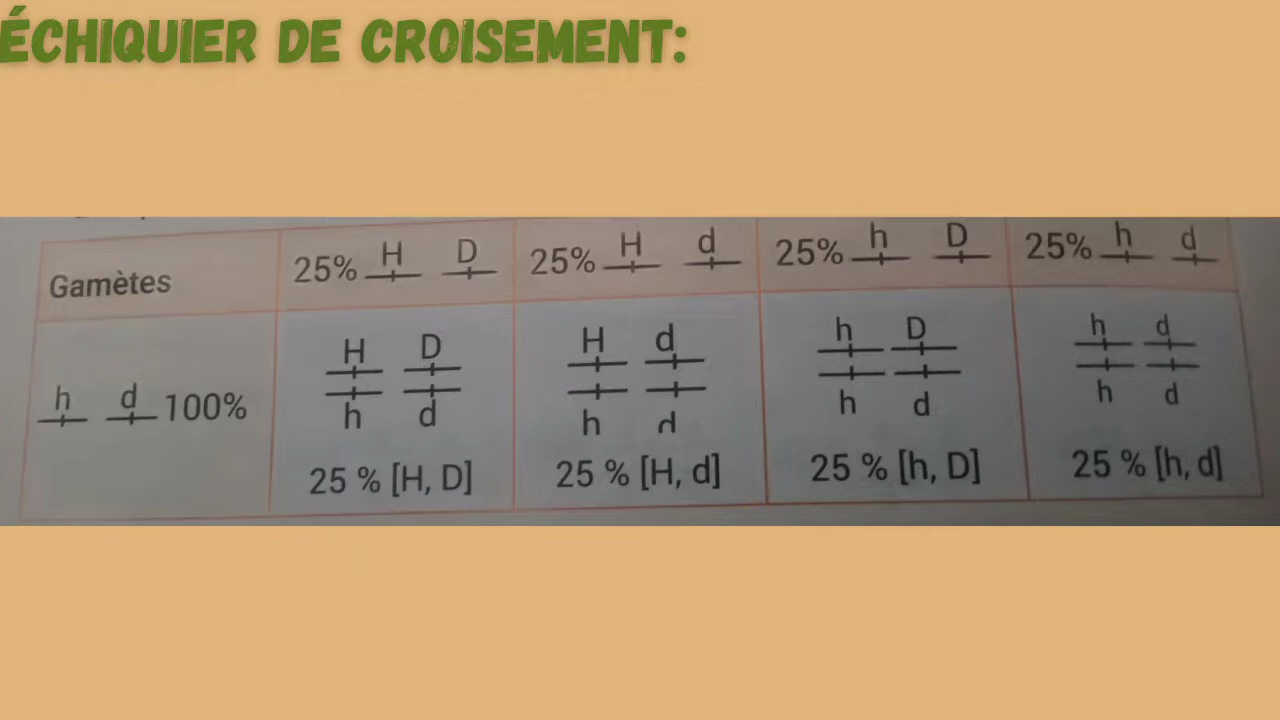 ÉCHIQUIER DE CROISEMENT:
Gamètes
25% H D
25% H d
25% h D
25% h d
h d 100%
H D
h d
25 % [H, D]
H d
h d
25 % [H, d]
h D
h d
25 % [h, D]
h d
h d
25 % [h, d]